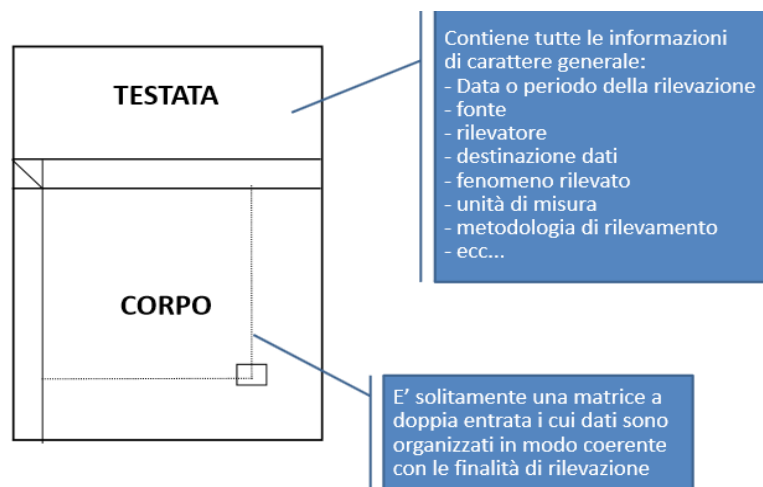 TESTATA
Contiene tutte le informazioni
di carattere generale:
- Data o periodo della rilevazione
- fonte
- rilevatore
- destinazione dati
- fenomeno rilevato
- unità di misura
- metodologia di rilevamento
- ecc...
CORPO
E’ solitamente una matrice a
doppia entrata i cui dati sono
organizzati in modo coerente
con le finalità di rilevazione